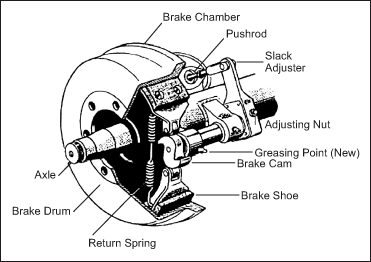 Brake Chamber
Pushrod
Slack
Adjuster
Adjusting Nut
Greasing Point (New)
Brake Cam
Axle
Brake Shoe
Brake Drum
Return Spring